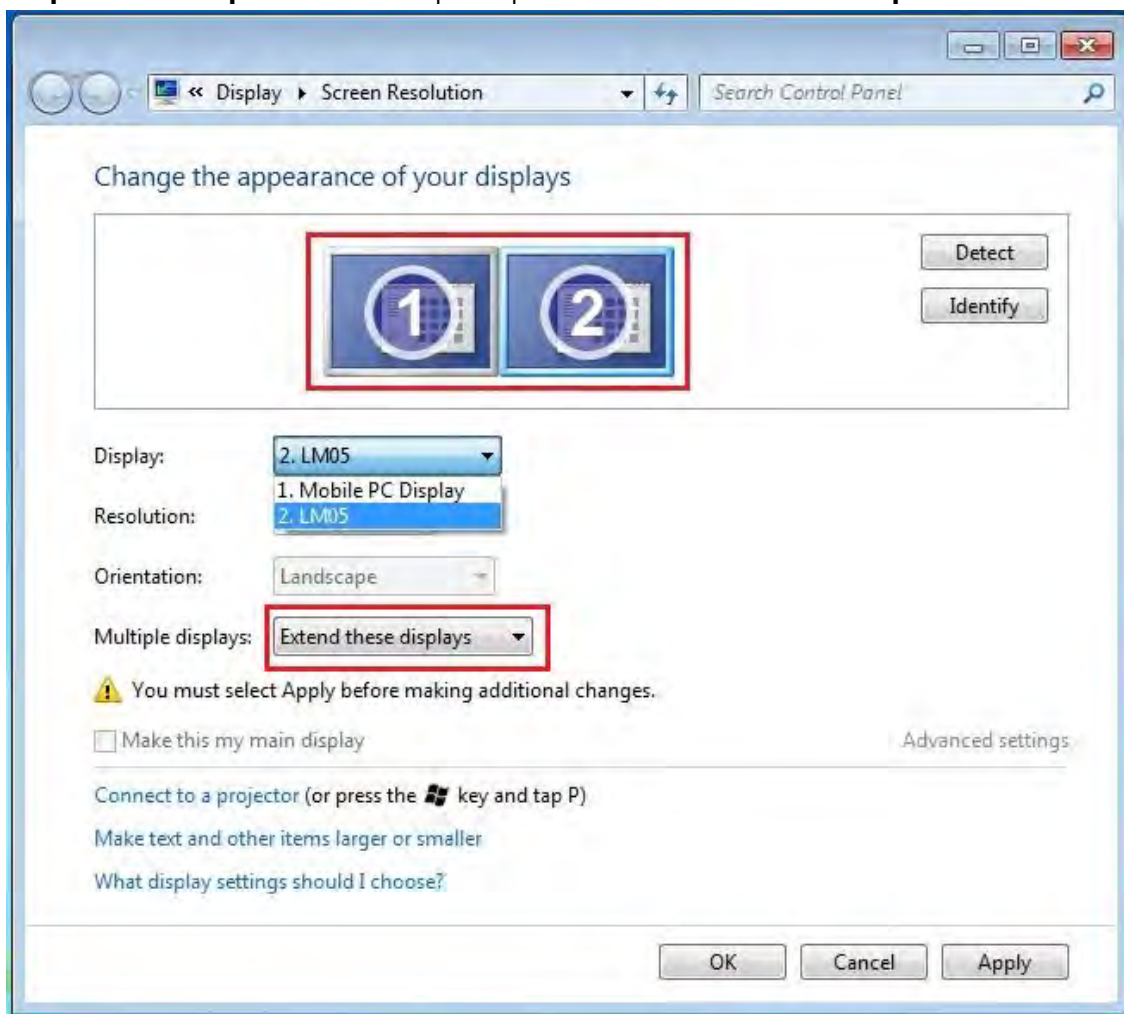 « Display ▸ Screen Resolution Search Control Panel
Change the appearance of your displays
1 2
Detect
Identify
Display: 2. LM05
1. Mobile PC Display
Resolution: 2. LM05
Orientation: Landscape
Multiple displays: Extend these displays
You must select Apply before making additional changes.
Make this my main display Advanced settings
Connect to a projector (or press the key and tap P)
Make text and other items larger or smaller
What display settings should I choose?
OK Cancel Apply